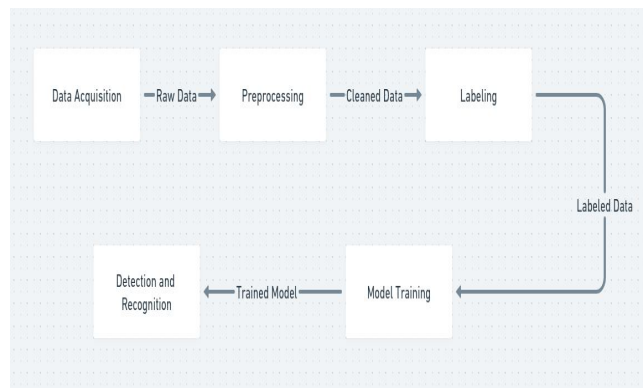 Data Acquisition
Raw Data
Preprocessing
Cleaned Data
Labeling
Labeled Data
Model Training
Trained Model
Detection and
Recognition